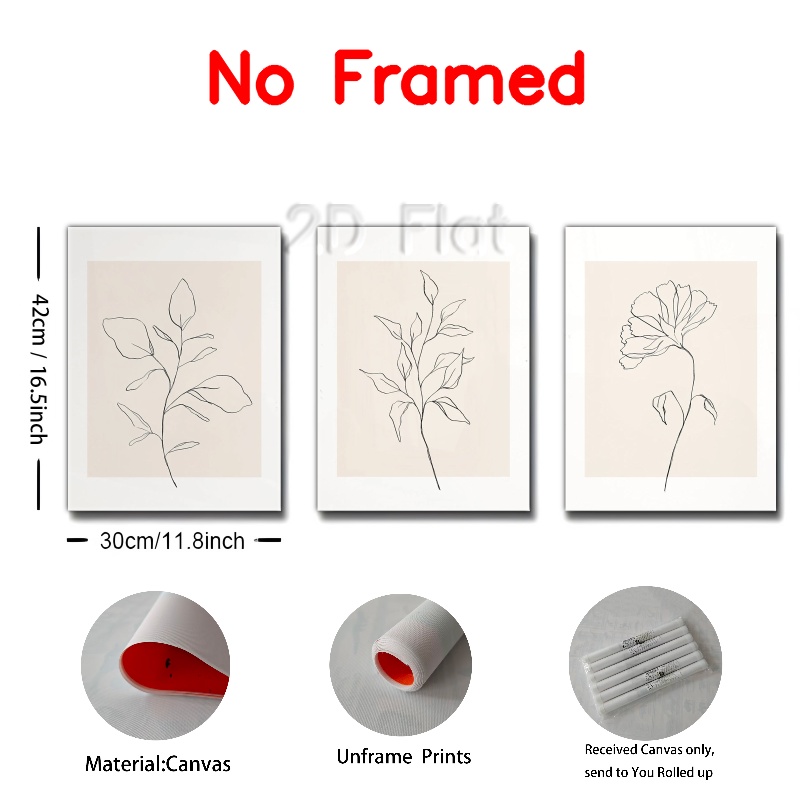 No Framed
2D Flat
42cm / 16.5inch
30cm/11.8inch
Material:Canvas
Unframe Prints
Received Canvas only,
send to You Rolled up